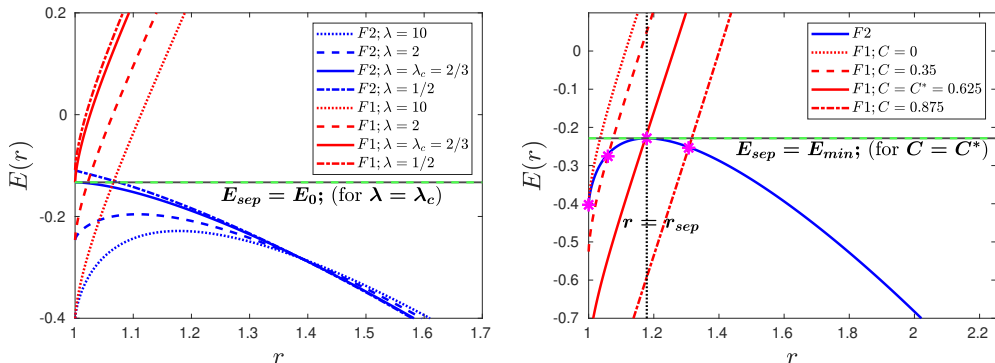 0.2
0
-0.2
-0.4
E(r)
1
1.1
1.2
1.3
1.4
1.5
1.6
1.7
r
F2; λ = 10
F2; λ = 2
F2; λ = λc = 2/3
F2; λ = 1/2
F1; λ = 10
F1; λ = 2
F1; λ = λc = 2/3
F1; λ = 1/2
Esep = E0; (for λ = λc)
0
-0.1
-0.2
-0.3
-0.4
-0.5
-0.6
-0.7
E(r)
1
1.2
1.4
1.6
1.8
2
2.2
r
F2
F1; C = 0
F1; C = 0.35
F1; C = C* = 0.625
F1; C = 0.875
Esep = Emin; (for C = C*)
r = rsep